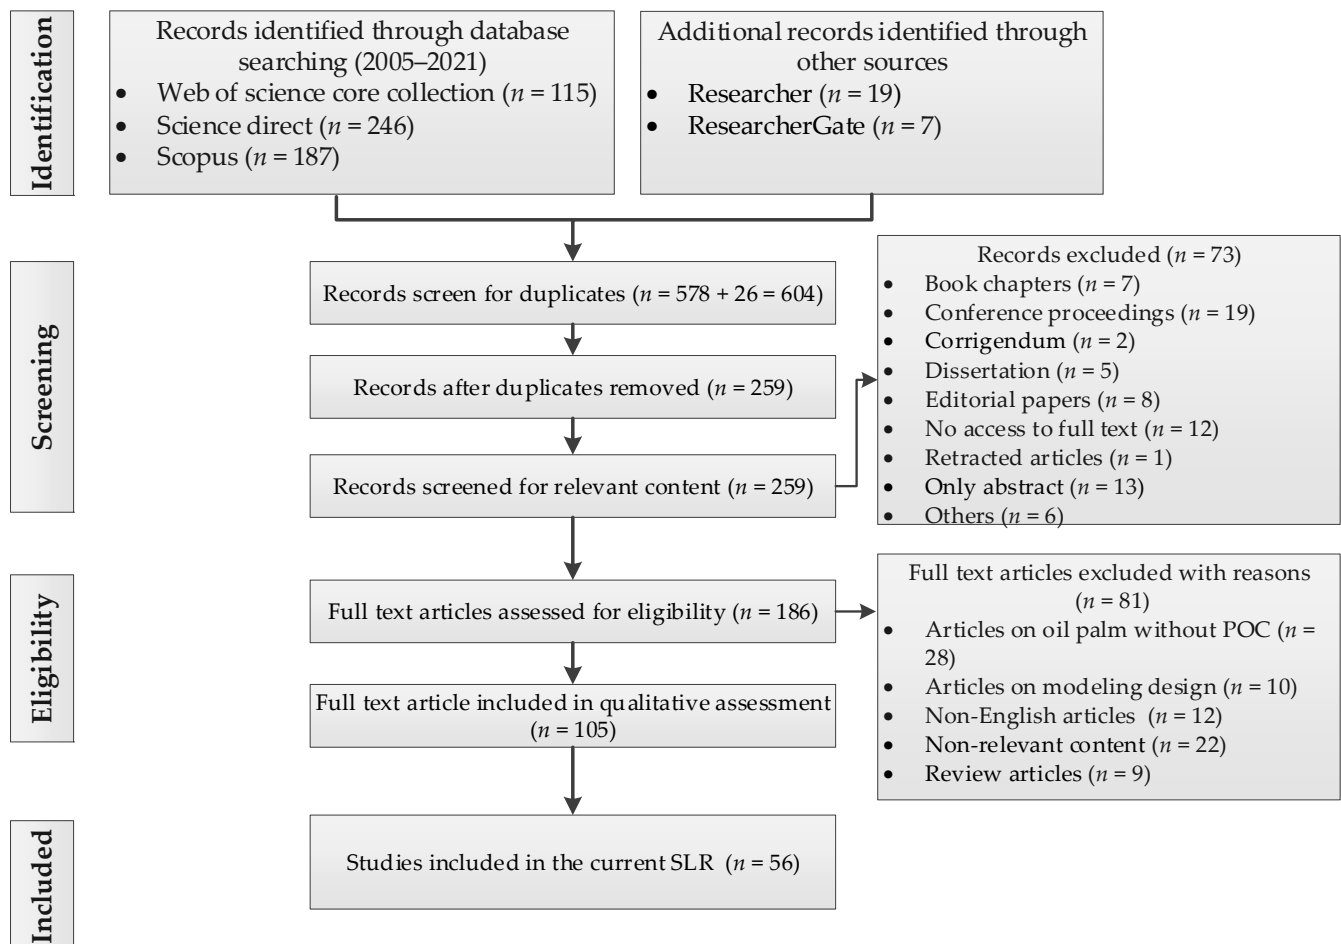 Identification
Records identified through database
searching (2005–2021)
• Web of science core collection (n = 115)
• Science direct (n = 246)
• Scopus (n = 187)
Additional records identified through
other sources
• Researcher (n = 19)
• ResearcherGate (n = 7)
Screening
Records screen for duplicates (n = 578 + 26 = 604)
Records after duplicates removed (n = 259)
Records screened for relevant content (n = 259)
Records excluded (n = 73)
• Book chapters (n = 7)
• Conference proceedings (n = 19)
• Corrigendum (n = 2)
• Dissertation (n = 5)
• Editorial papers (n = 8)
• No access to full text (n = 12)
• Retracted articles (n = 1)
• Only abstract (n = 13)
• Others (n = 6)
Eligibility
Full text articles assessed for eligibility (n = 186)
Full text article included in qualitative assessment
(n = 105)
Full text articles excluded with reasons
(n = 81)
• Articles on oil palm without POC (n =
28)
• Articles on modeling design (n = 10)
• Non-English articles (n = 12)
• Non-relevant content (n = 22)
• Review articles (n = 9)
Included
Studies included in the current SLR (n = 56)